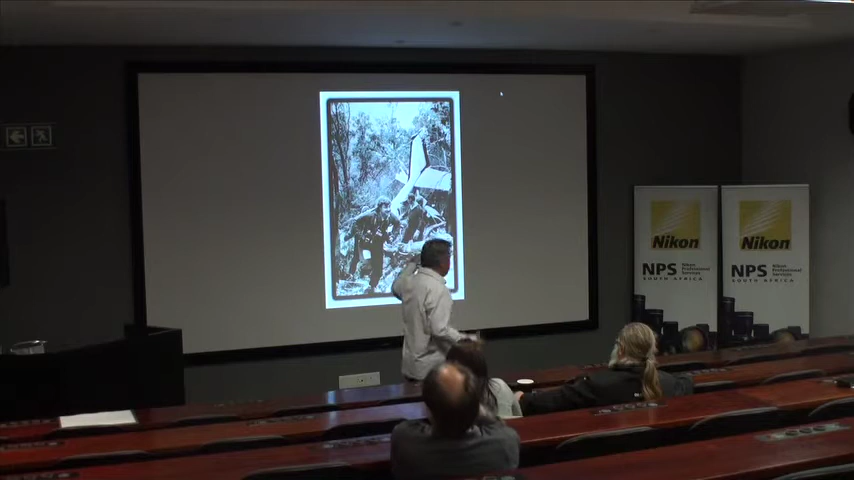 Nikon
NPS Nikon Professional Services
SOUTH AFRICA
Nikon
NPS Nikon Professional Services
SOUTH AFRICA